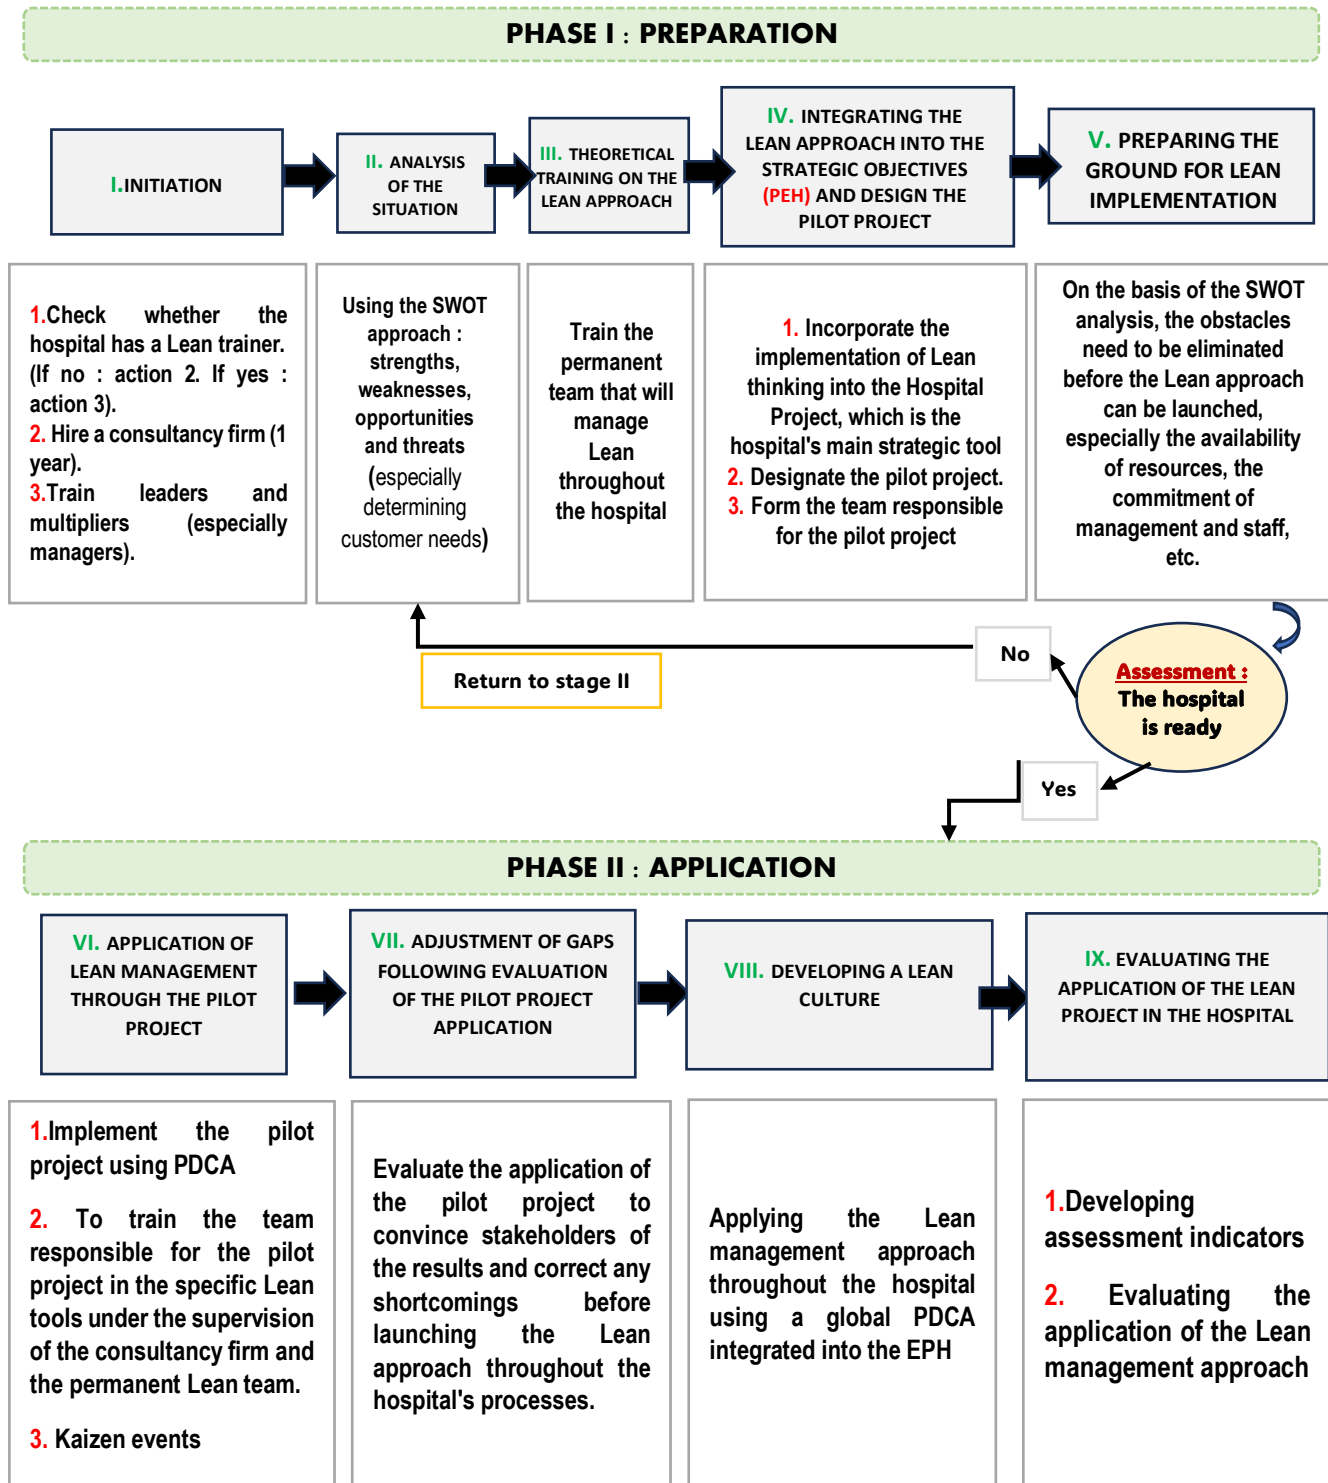 PHASE I : PREPARATION
I.INITIATION
II. ANALYSIS
OF THE
SITUATION
III. THEORETICAL
TRAINING ON THE
LEAN APPROACH
IV. INTEGRATING THE
LEAN APPROACH INTO THE
STRATEGIC OBJECTIVES
(PEH) AND DESIGN THE
PILOT PROJECT
V. PREPARING THE
GROUND FOR LEAN
IMPLEMENTATION
1.Check whether the
hospital has a Lean trainer.
(If no : action 2. If yes :
action 3).
2. Hire a consultancy firm (1
year).
3.Train leaders and
multipliers (especially
managers).
Using the SWOT
approach :
strengths,
weaknesses,
opportunities
and threats
(especially
determining
customer needs)
Train the
permanent
team that will
manage
Lean
throughout
the hospital
1. Incorporate the
implementation of Lean
thinking into the Hospital
Project, which is the
hospital's main strategic tool
2. Designate the pilot project.
3. Form the team responsible
for the pilot project
On the basis of the SWOT
analysis, the obstacles
need to be eliminated
before the Lean approach
can be launched,
especially the availability
of resources, the
commitment of
management and staff,
etc.
No
Return to stage II
Assessment :
The hospital
is ready
Yes
PHASE II : APPLICATION
VI. APPLICATION OF
LEAN MANAGEMENT
THROUGH THE PILOT
PROJECT
VII. ADJUSTMENT OF GAPS
FOLLOWING EVALUATION
OF THE PILOT PROJECT
APPLICATION
VIII. DEVELOPING A LEAN
CULTURE
IX. EVALUATING THE
APPLICATION OF THE LEAN
PROJECT IN THE HOSPITAL
1.Implement the pilot
project using PDCA
2. To train the team
responsible for the pilot
project in the specific Lean
tools under the supervision
of the consultancy firm and
the permanent Lean team.
3. Kaizen events
Evaluate the application of
the pilot project to
convince stakeholders of
the results and correct any
shortcomings before
launching the Lean
approach throughout the
hospital's processes.
Applying the Lean
management approach
throughout the hospital
using a global PDCA
integrated into the EPH
1.Developing
assessment indicators
2. Evaluating the
application of the Lean
management approach